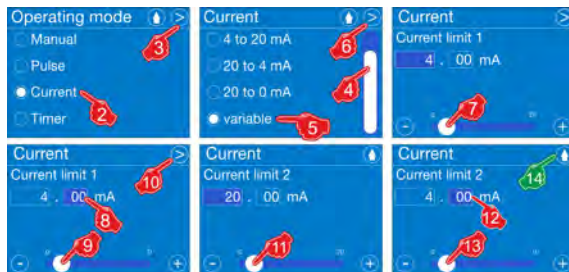 Operating mode
>
3
Manual
Pulse
Current
2
Timer
Current
>
6
4 to 20 mA
20 to 4 mA
4
20 to 0 mA
variable
5
Current
>
Current limit 1
4 . 00 mA
7
- +
Current
>
10
Current limit 1
4 . 00 mA
8
9
- +
Current
Current limit 2
20 . 00 mA
20
11
- +
Current
14
Current limit 2
4 . 00 mA
12
13
- +